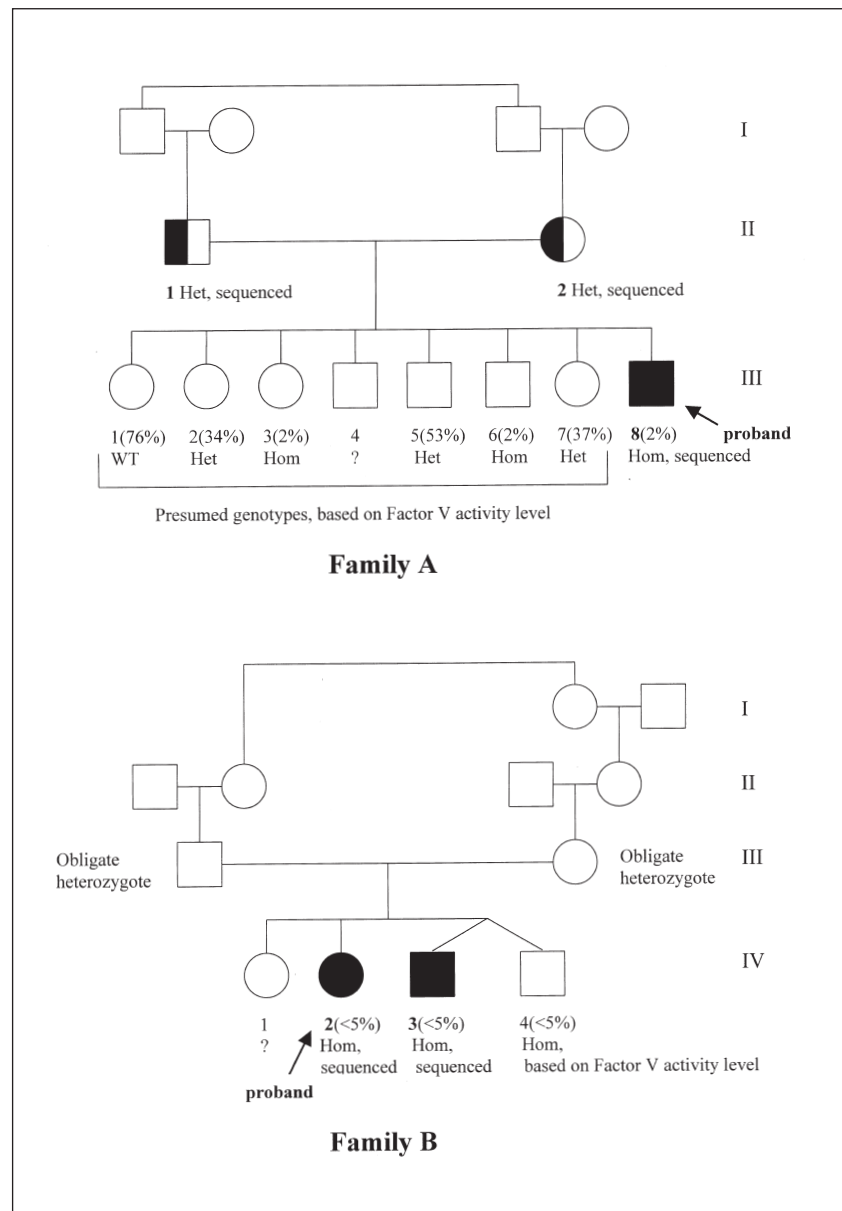 I
II
1 Het, sequenced
2 Het, sequenced
III
1(76%) 2(34%) 3(2%) 4 5(53%) 6(2%) 7(37%) 8(2%) proband
WT Het Hom ? Het Hom Het Hom, sequenced
Presumed genotypes, based on Factor V activity level
Family A
I
II
Obligate heterozygote
III
Obligate heterozygote
IV
1 2(<5%) 3(<5%) 4(<5%)
? Hom, Hom, Hom,
sequenced sequenced based on Factor V activity level
proband
Family B